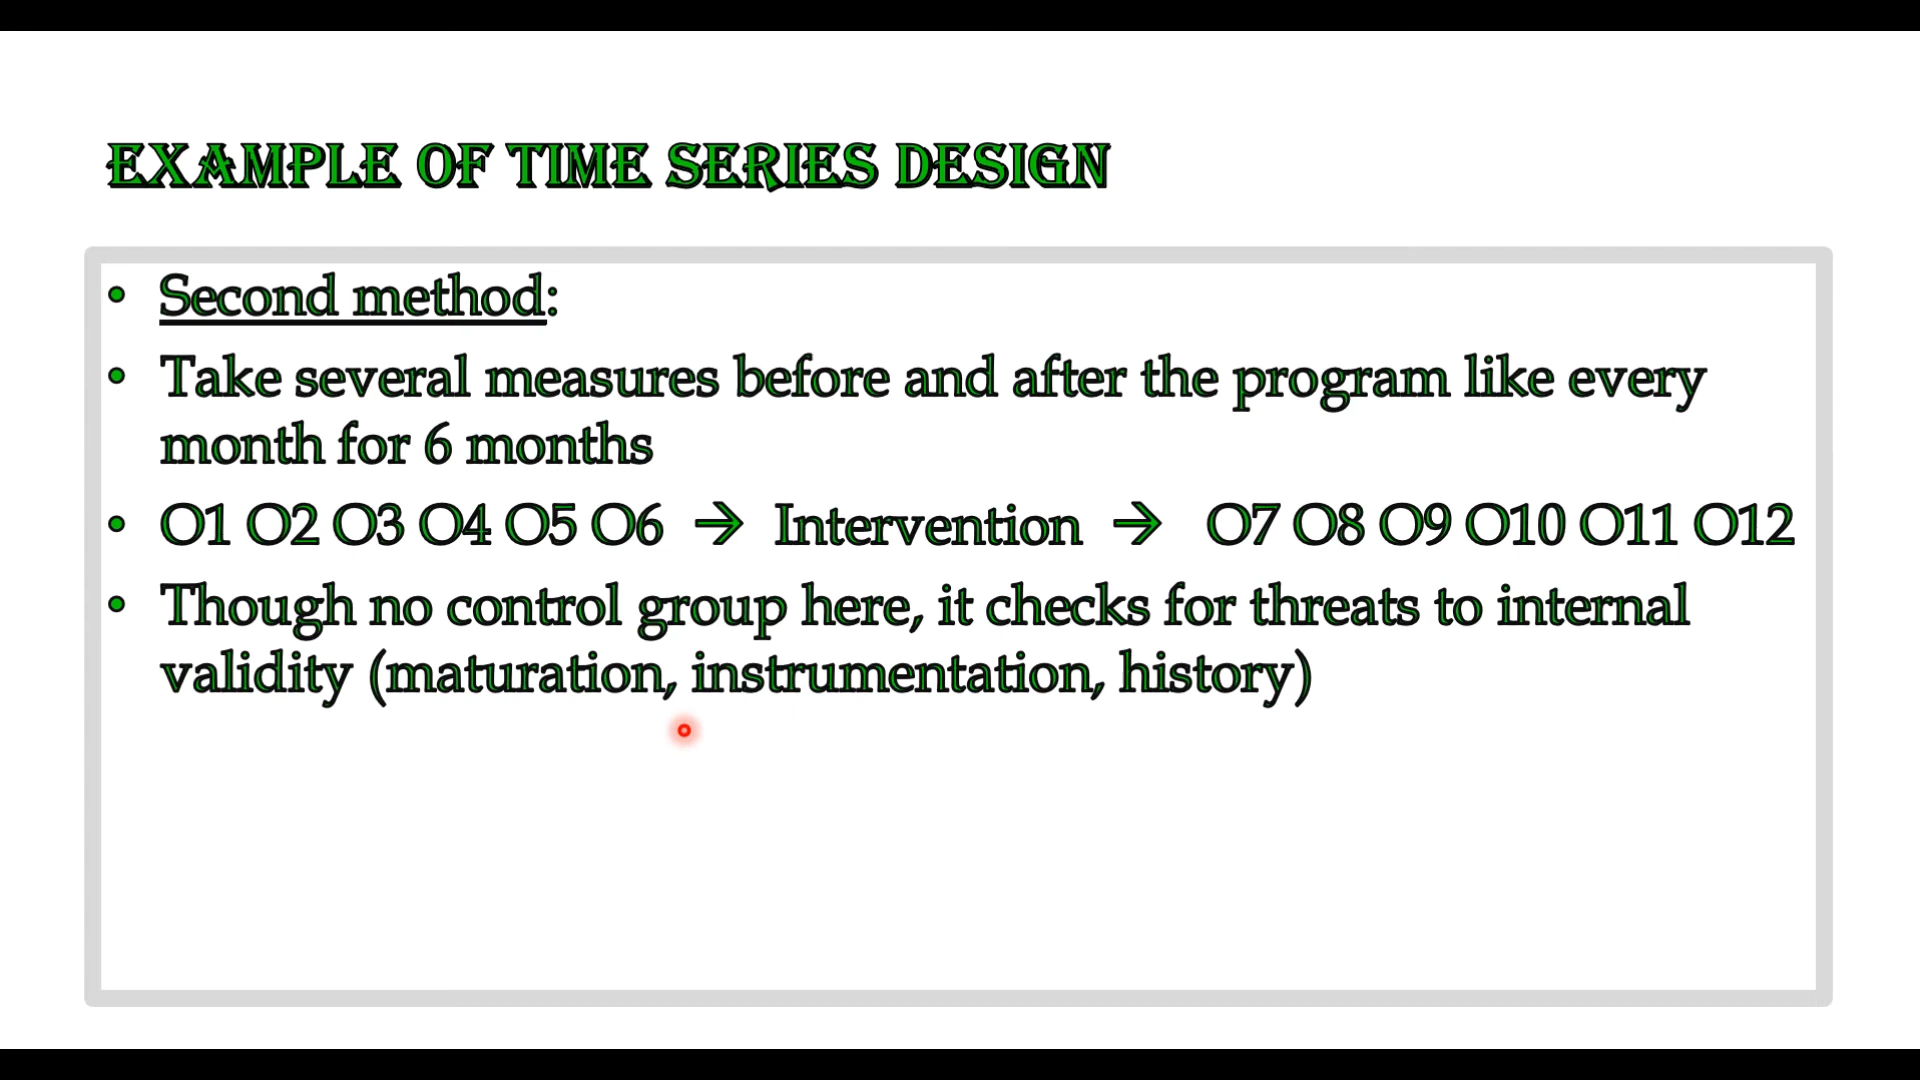 EXAMPLE OF TIME SERIES DESIGN
• Second method:
• Take several measures before and after the program like every
month for 6 months
• O1 O2 O3 O4 O5 O6 → Intervention → O7 O8 O9 O10 O11 O12
• Though no control group here, it checks for threats to internal
validity (maturation, instrumentation, history)